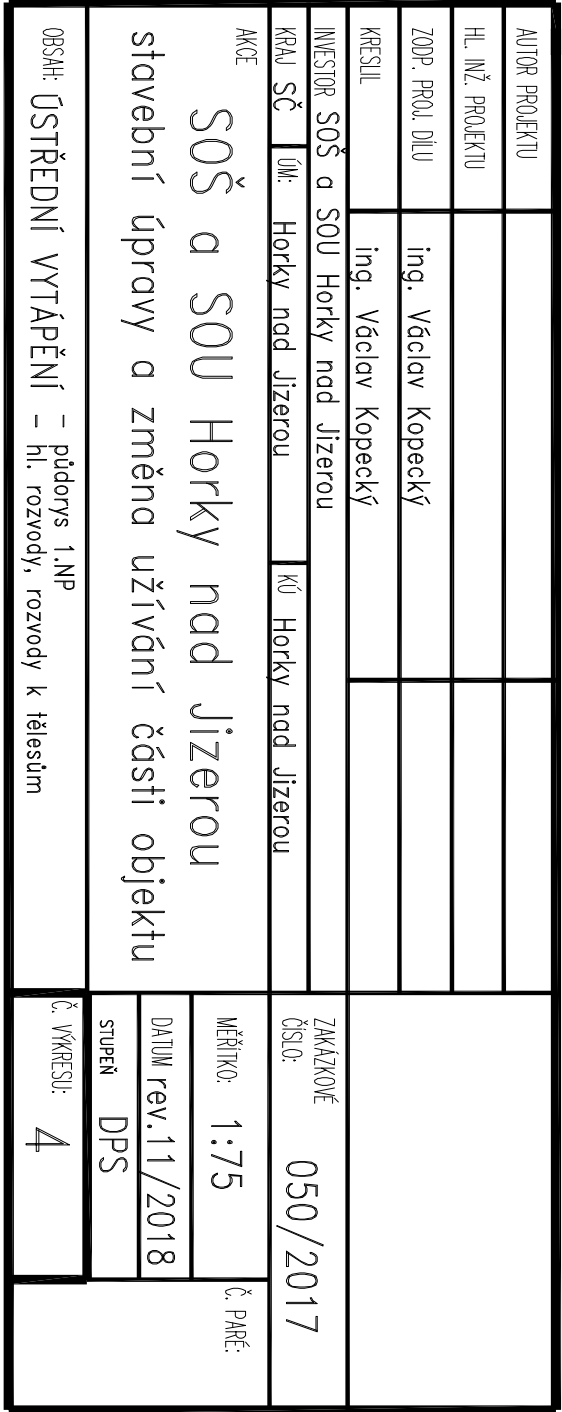 AUTOR PROJEKTU
HL. INŽ. PROJEKTU
ZODP. PROJ. DÍLU ing. Václav Kopecký
KRESLIL ing. Václav Kopecký
INVESTOR SOŠ a SOU Horky nad Jizerou
KRAJ SČ ÚM: Horky nad Jizerou KÚ Horky nad Jizerou
ZAKÁZKOVÉ
ČÍSLO: 050/2017
AKCE
SOŠ a SOU Horky nad Jizerou
stavební úpravy a změna užívání části objektu
MĚŘÍTKO: 1:75
DATUM rev.11/2018
STUPEŇ DPS
Č. PARÉ:
OBSAH: ÚSTŘEDNÍ VYTÁPĚNÍ - půdorys 1.NP
- hl. rozvody, rozvody k tělesům
Č. VÝKRESU: 4